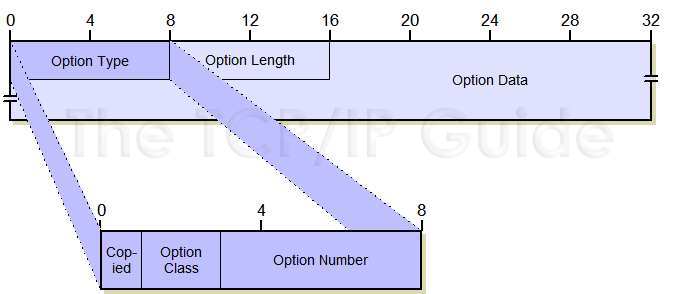 0 4 8 12 16 20 24 28 32
Option Type
Option Length
Option Data
The TCP/IP Guide
0 4 8
Cop-
ied
Option
Class
Option Number